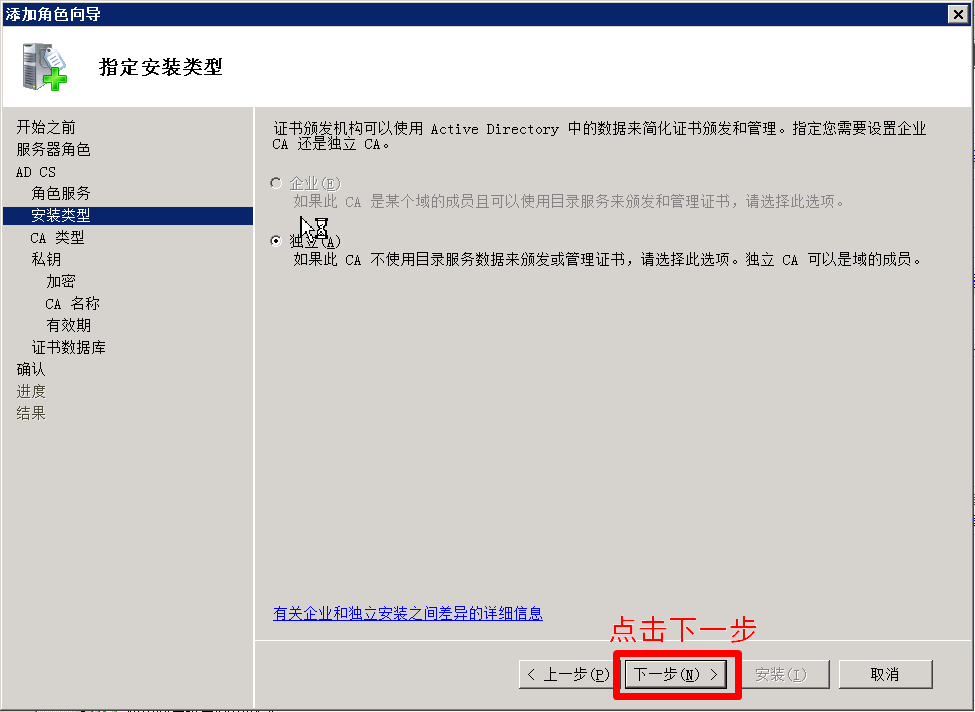 添加角色向导
指定安装类型
开始之前
服务器角色
AD CS
角色服务
安装类型
CA 类型
私钥
加密
CA 名称
有效期
证书数据库
确认
进度
结果
证书颁发机构可以使用 Active Directory 中的数据来简化证书颁发和管理。指定您需要设置企业
CA 还是独立 CA。
企业(E)
如果此 CA 是某个域的成员且可以使用目录服务来颁发和管理证书，请选择此选项。
独立(A)
如果此 CA 不使用目录服务数据来颁发或管理证书，请选择此选项。独立 CA 可以是域的成员。
有关企业和独立安装之间差异的详细信息
点击下一步
< 上一步(P) 下一步(N) > 安装(I) 取消